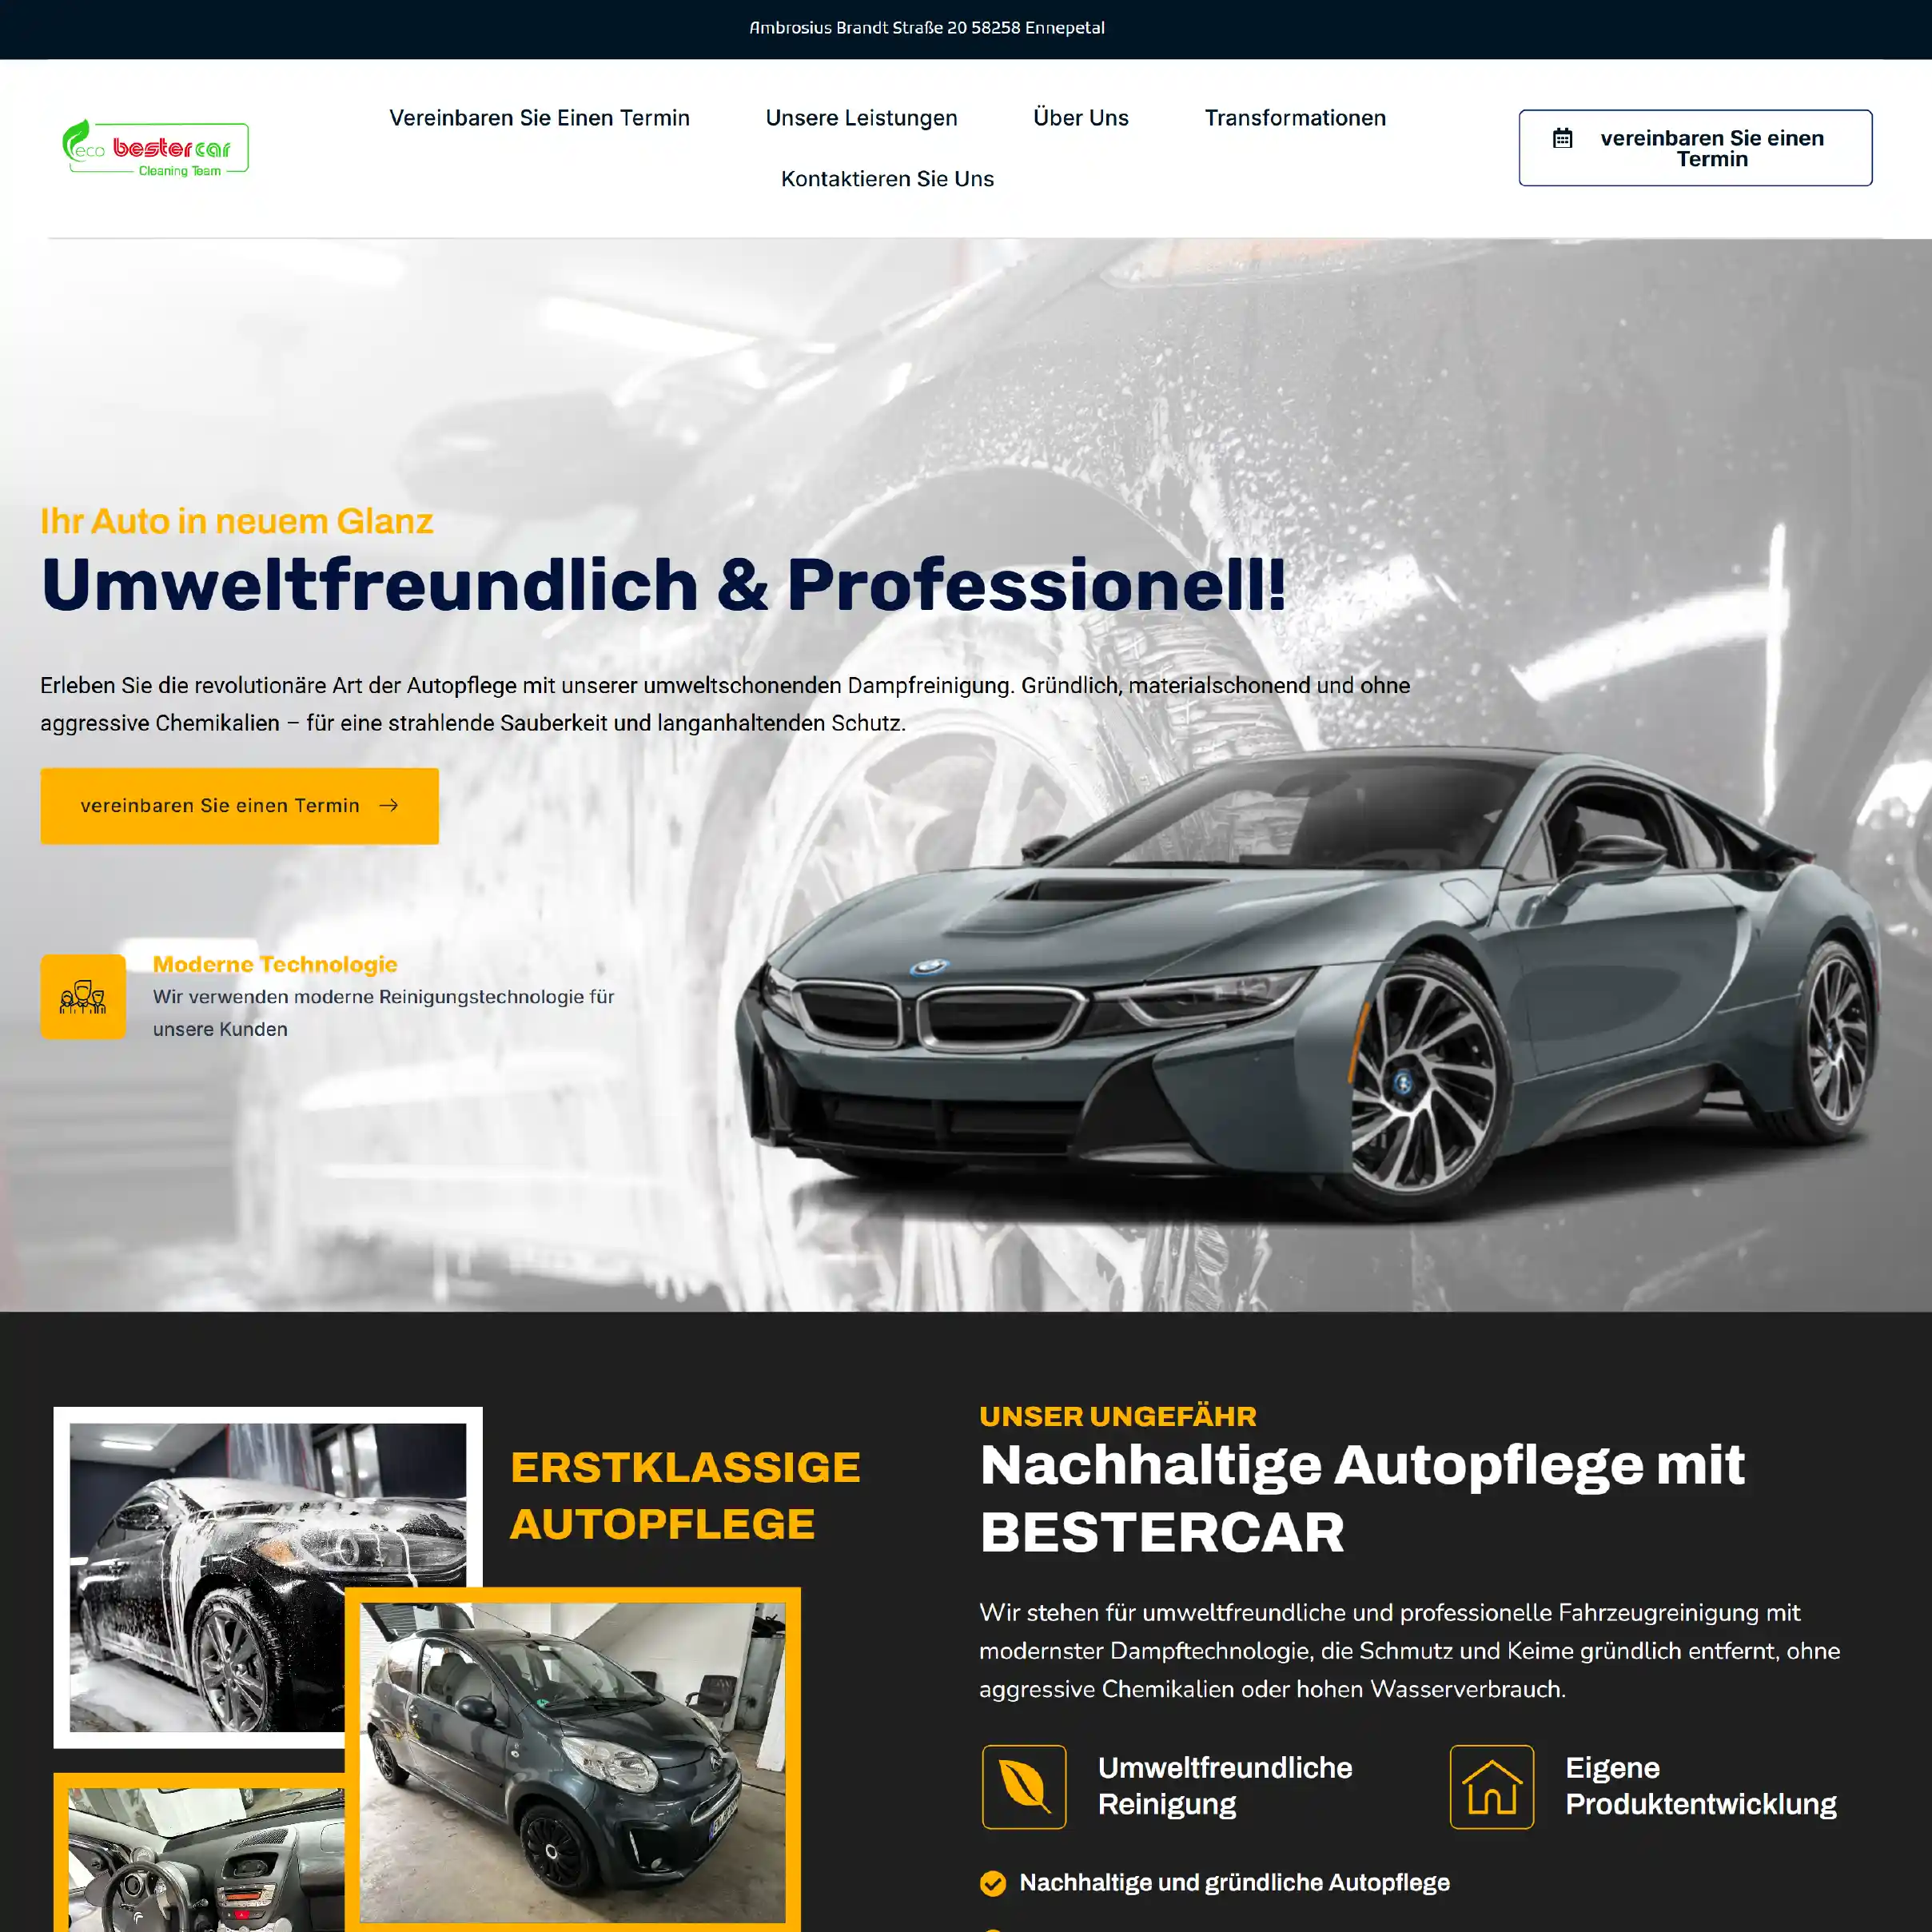 Ambrosius Brandt Straße 20 58258 Ennepetal
eco bestercar
Cleaning Team
Vereinbaren Sie Einen Termin
Unsere Leistungen
Über Uns
Transformationen
Kontaktieren Sie Uns
vereinbaren Sie einen
Termin
Ihr Auto in neuem Glanz
Umweltfreundlich & Professionell!
Erleben Sie die revolutionäre Art der Autopflege mit unserer umweltschonenden Dampfreinigung. Gründlich, materialschonend und ohne
aggressive Chemikalien – für eine strahlende Sauberkeit und langanhaltenden Schutz.
vereinbaren Sie einen Termin
Moderne Technologie
Wir verwenden moderne Reinigungstechnologie für
unsere Kunden
ERSTKLASSIGE
AUTOPFLEGE
UNSER UNGEFÄHR
Nachhaltige Autopflege mit
BESTERCAR
Wir stehen für umweltfreundliche und professionelle Fahrzeugreinigung mit
modernster Dampftechnologie, die Schmutz und Keime gründlich entfernt, ohne
aggressive Chemikalien oder hohen Wasserverbrauch.
Umweltfreundliche
Reinigung
Eigene
Produktentwicklung
Nachhaltige und gründliche Autopflege